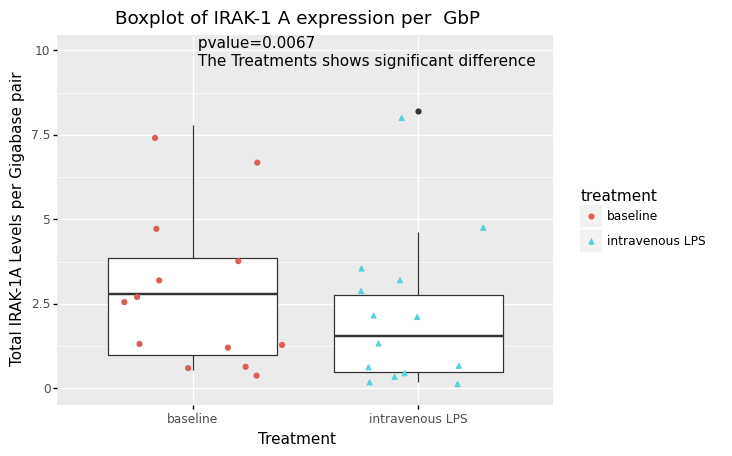 Boxplot of IRAK-1 A expression per  GbP
pvalue=0.0067
The Treatments shows significant difference
Total IRAK-1A Levels per Gigabase pair
10
7.5
5
2.5
0
baseline
intravenous LPS
Treatment
treatment
baseline
intravenous LPS